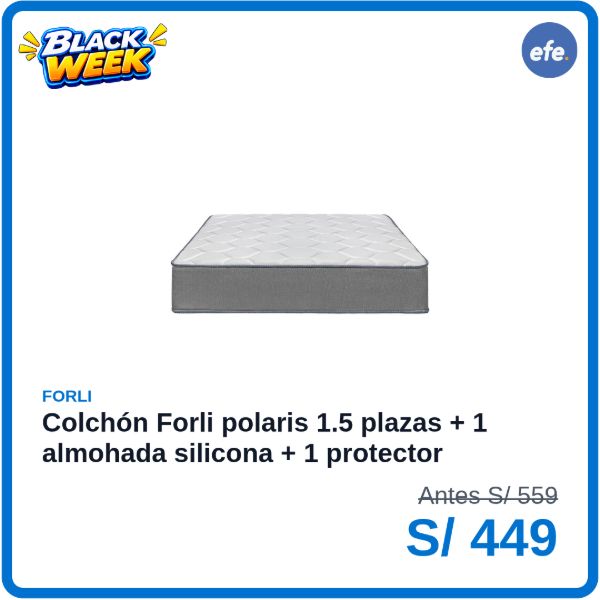 BLACK
WEEK
efe.
FORLI
Colchón Forli polaris 1.5 plazas + 1
almohada silicona + 1 protector
Antes S/ 559
S/ 449